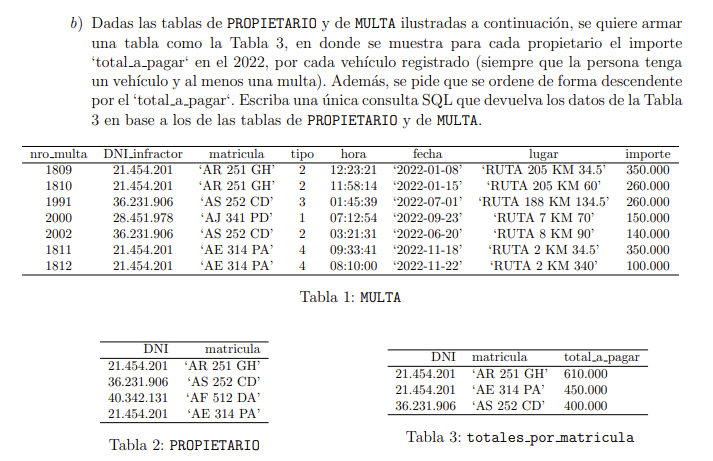 b) Dadas las tablas de PROPIETARIO y de MULTA ilustradas a continuación, se quiere armar
una tabla como la Tabla 3, en donde se muestra para cada propietario el importe
‘total_a_pagar‘ en el 2022, por cada vehículo registrado (siempre que la persona tenga
un vehículo y al menos una multa). Además, se pide que se ordene de forma descendente
por el ‘total_a_pagar‘. Escriba una única consulta SQL que devuelva los datos de la Tabla
3 en base a los de las tablas de PROPIETARIO y de MULTA.
nro_multa DNI_infractor matricula tipo hora fecha lugar importe
1809 21.454.201 ‘AR 251 GH’ 2 12:23:21 ‘2022-01-08’ ‘RUTA 205 KM 34.5’ 350.000
1810 21.454.201 ‘AR 251 GH’ 2 11:58:14 ‘2022-01-15’ ‘RUTA 205 KM 60’ 260.000
1991 36.231.906 ‘AS 252 CD’ 3 01:45:39 ‘2022-07-01’ ‘RUTA 188 KM 134.5’ 260.000
2000 28.451.978 ‘AJ 341 PD’ 1 07:12:54 ‘2022-09-23’ ‘RUTA 7 KM 70’ 150.000
2002 36.231.906 ‘AS 252 CD’ 2 03:21:31 ‘2022-06-20’ ‘RUTA 8 KM 90’ 140.000
1811 21.454.201 ‘AE 314 PA’ 4 09:33:41 ‘2022-11-18’ ‘RUTA 2 KM 34.5’ 350.000
1812 21.454.201 ‘AE 314 PA’ 4 08:10:00 ‘2022-11-22’ ‘RUTA 2 KM 340’ 100.000
Tabla 1: MULTA
DNI matricula
21.454.201 ‘AR 251 GH’
36.231.906 ‘AS 252 CD’
40.342.131 ‘AF 512 DA’
21.454.201 ‘AE 314 PA’
Tabla 2: PROPIETARIO
DNI matricula total_a_pagar
21.454.201 ‘AR 251 GH’ 610.000
21.454.201 ‘AE 314 PA’ 450.000
36.231.906 ‘AS 252 CD’ 400.000
Tabla 3: totales_por_matricula